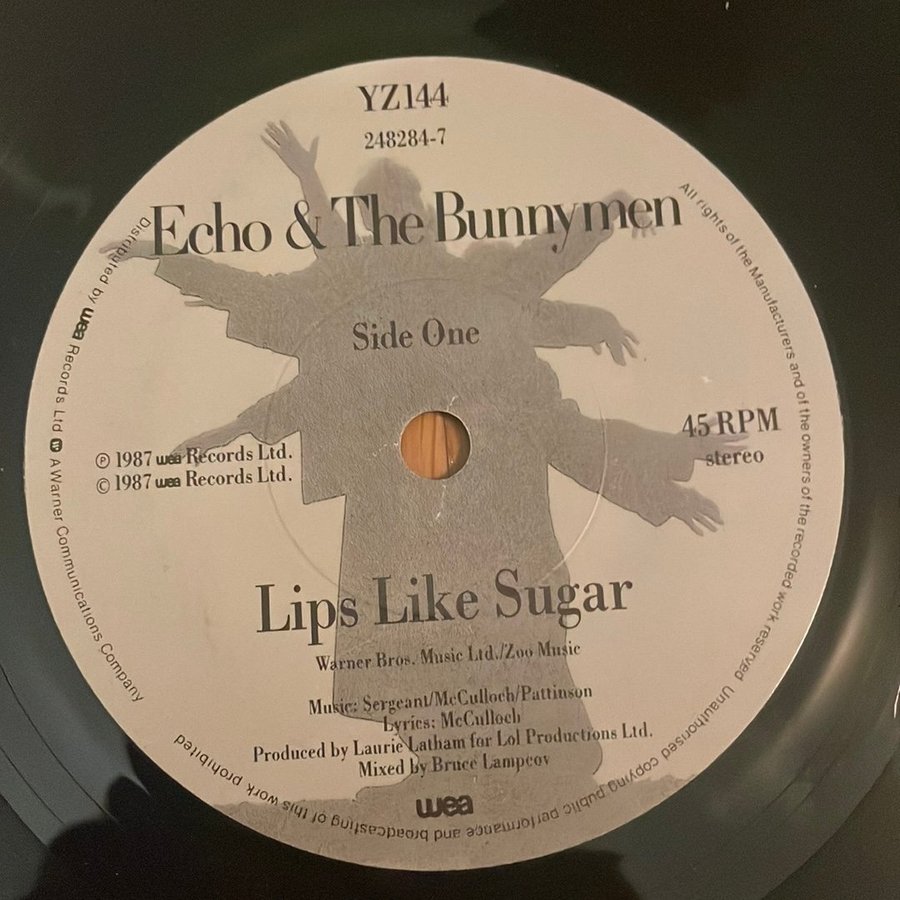 YZ144
248284-7
Echo & The Bunnymen
Side One
℗ 1987 wea Records Ltd.
© 1987 wea Records Ltd.
45 RPM
stereo
Lips Like Sugar
Warner Bros. Music Ltd./Zoo Music
Music: Sergeant/McCulloch/Pattinson
Lyrics: McCulloch
Produced by Laurie Latham for Lol Productions Ltd.
Mixed by Bruce Lampcov
wea
Distributed by wea Records Ltd W A Warner Communications Company
All rights of the Manufacturers and of the owners of the recorded work reserved Unauthorised copying public performance and broadcasting of this work prohibited